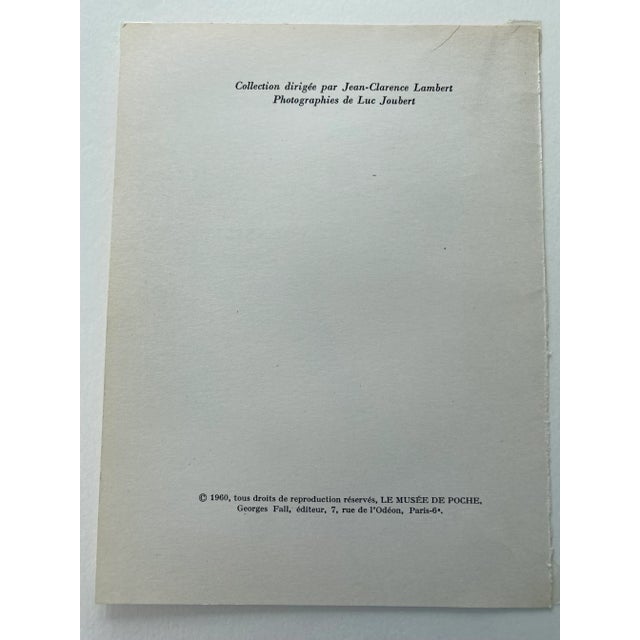 Collection dirigée par Jean-Clarence Lambert
Photographies de Luc Joubert
© 1960, tous droits de reproduction réservés, LE MUSÉE DE POCHE,
Georges Fall, éditeur, 7, rue de l'Odéon, Paris-6ᵉ.